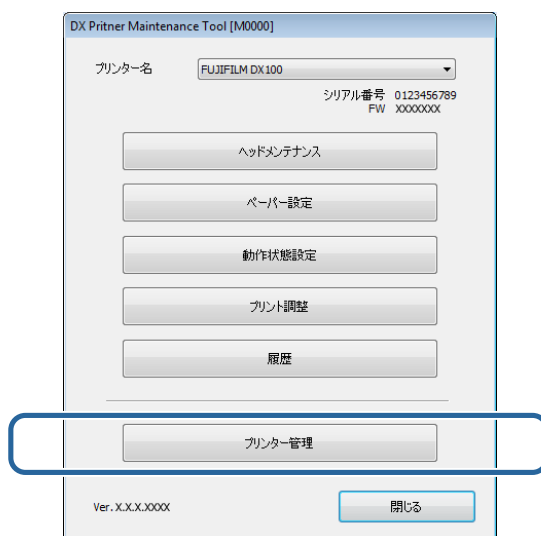 DX Pritner Maintenance Tool [M0000]
プリンター名 FUJIFILM DX100
シリアル番号 0123456789
FW XXXXXXX
ヘッドメンテナンス
ペーパー設定
動作状態設定
プリント調整
履歴
プリンター管理
Ver. X.X.X.XXXX 閉じる